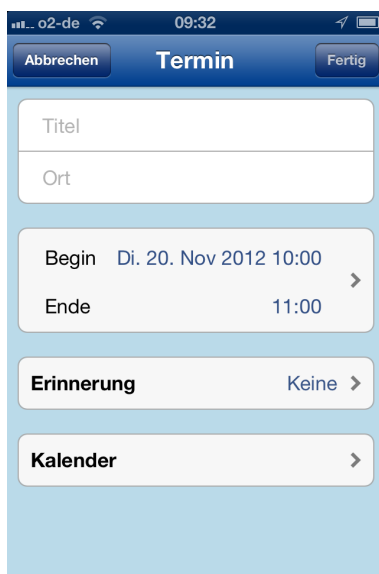 o2-de 09:32
Abbrechen Termin Fertig
Titel
Ort
Begin Di. 20. Nov 2012 10:00
Ende 11:00
Erinnerung Keine
Kalender